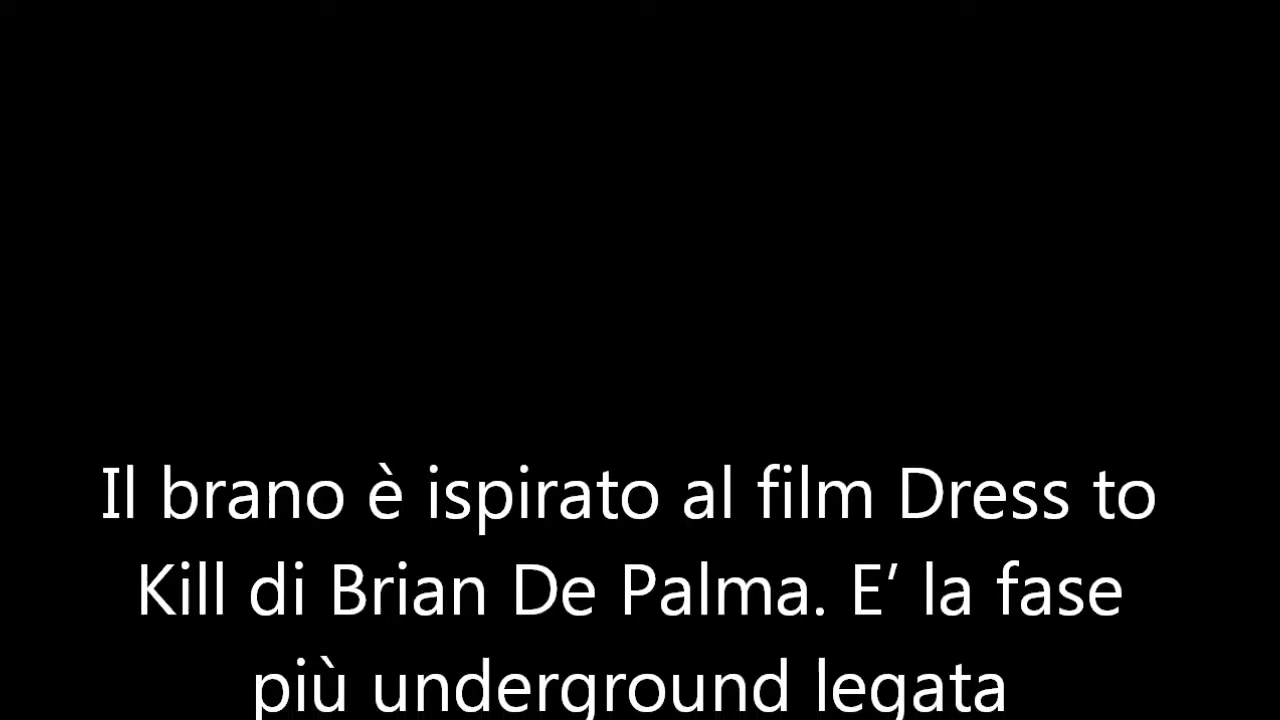 Il brano è ispirato al film Dress to
Kill di Brian De Palma. E’ la fase
più underground legata